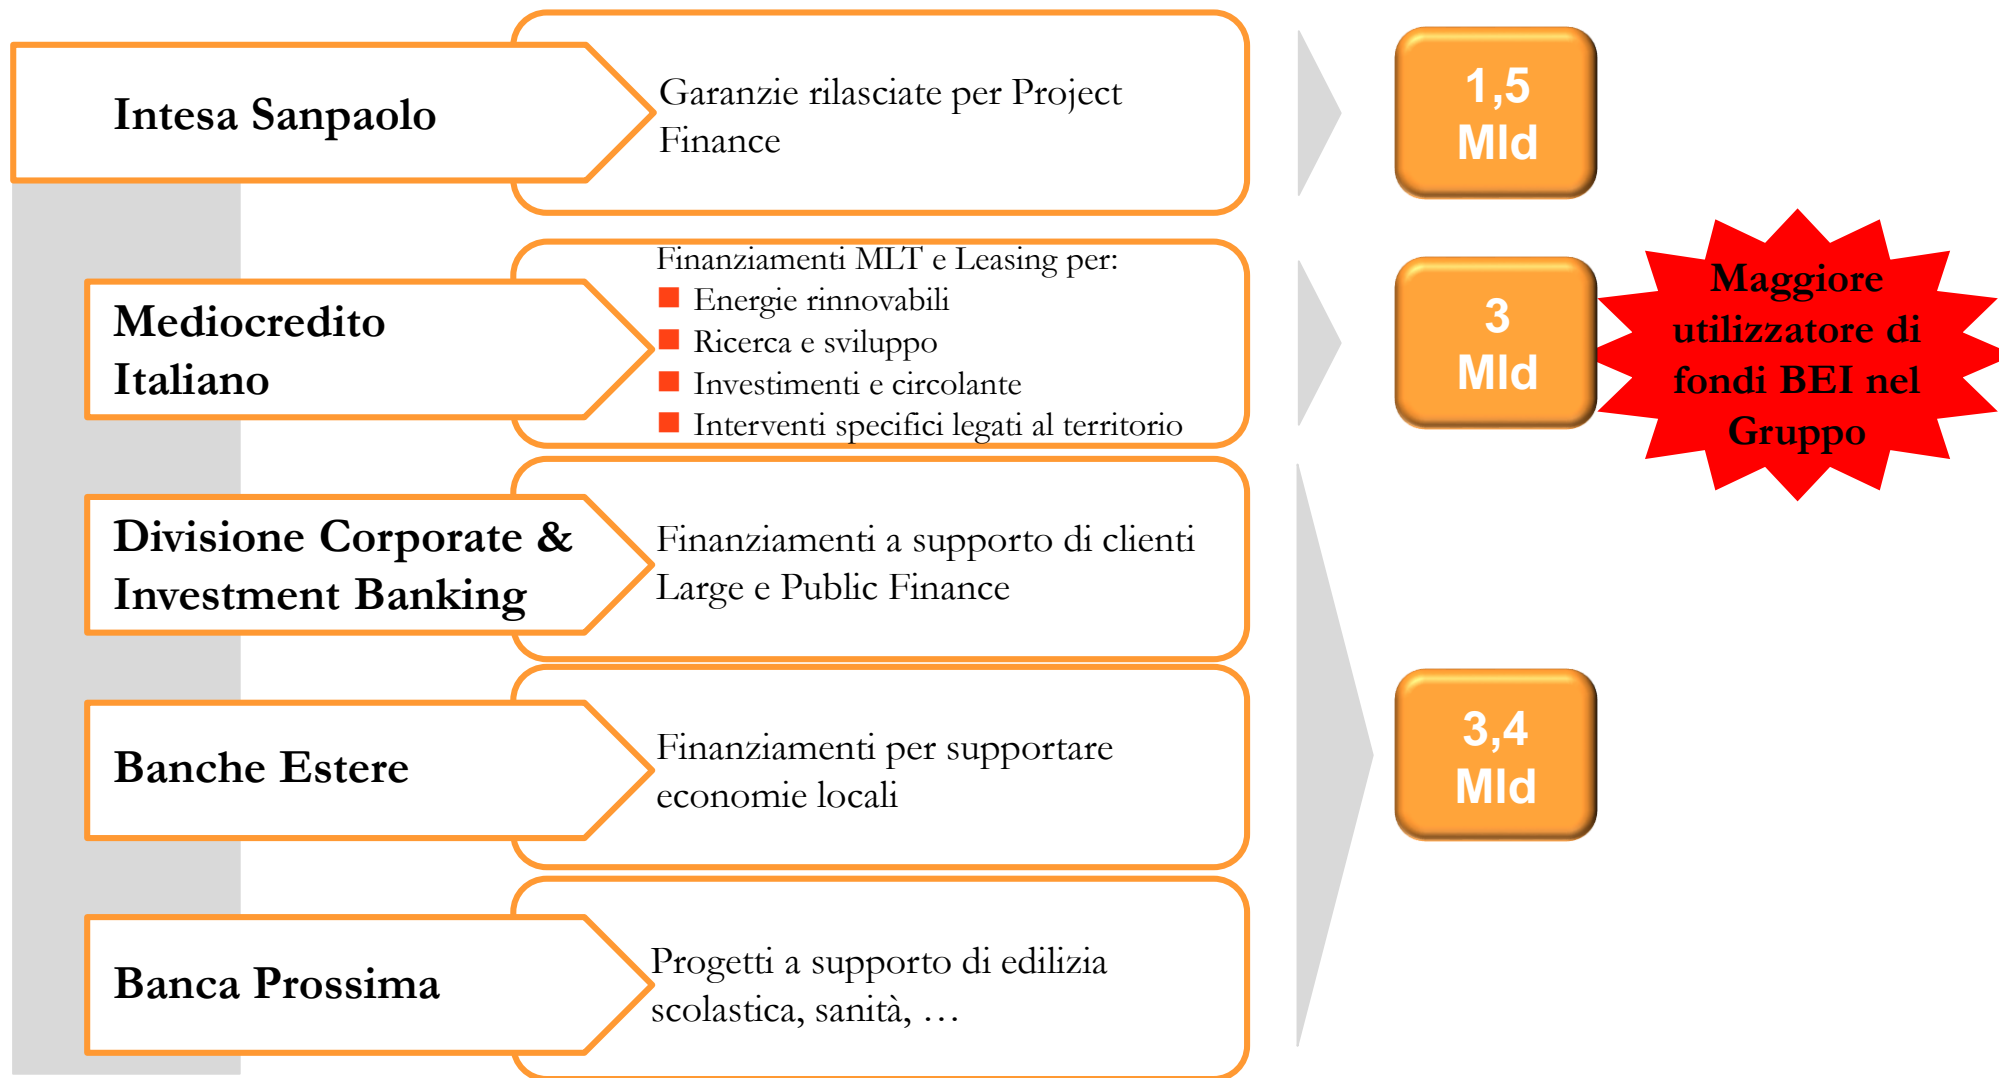 Intesa Sanpaolo
Garanzie rilasciate per Project
Finance
1,5
Mld
Mediocredito
Italiano
Finanziamenti MLT e Leasing per:
Energie rinnovabili
Ricerca e sviluppo
Investimenti e circolante
Interventi specifici legati al territorio
3
Mld
Maggiore
utilizzatore di
fondi BEI nel
Gruppo
Divisione Corporate &
Investment Banking
Finanziamenti a supporto di clienti
Large e Public Finance
Banche Estere
Finanziamenti per supportare
economie locali
3,4
Mld
Banca Prossima
Progetti a supporto di edilizia
scolastica, sanità, …